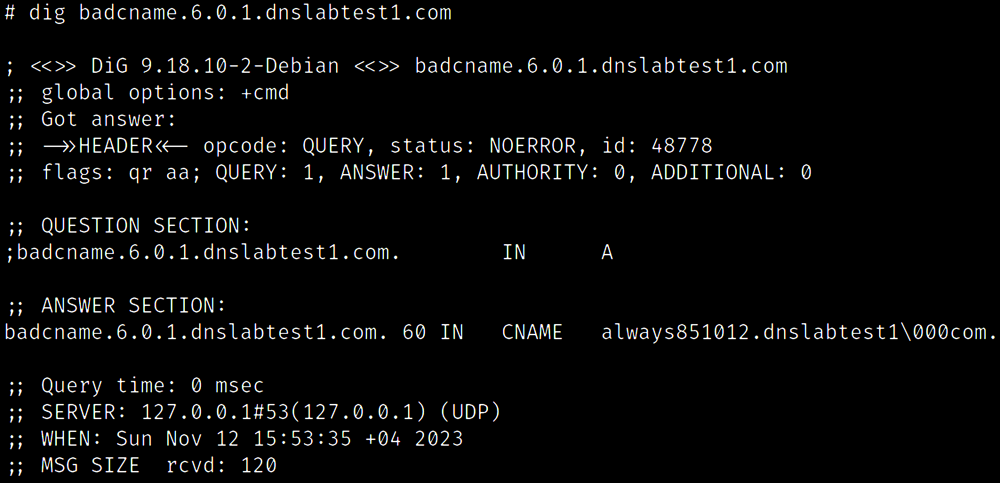 # dig badcname.6.0.1.dnslabtest1.com
; <<>> DiG 9.18.10-2-Debian <<>> badcname.6.0.1.dnslabtest1.com
;; global options: +cmd
;; Got answer:
;; ->>HEADER<<- opcode: QUERY, status: NOERROR, id: 48778
;; flags: qr aa; QUERY: 1, ANSWER: 1, AUTHORITY: 0, ADDITIONAL: 0
;; QUESTION SECTION:
;badcname.6.0.1.dnslabtest1.com. IN A
;; ANSWER SECTION:
badcname.6.0.1.dnslabtest1.com. 60 IN CNAME always851012.dnslabtest1\000com.
;; Query time: 0 msec
;; SERVER: 127.0.0.1#53(127.0.0.1) (UDP)
;; WHEN: Sun Nov 12 15:53:35 +04 2023
;; MSG SIZE rcvd: 120